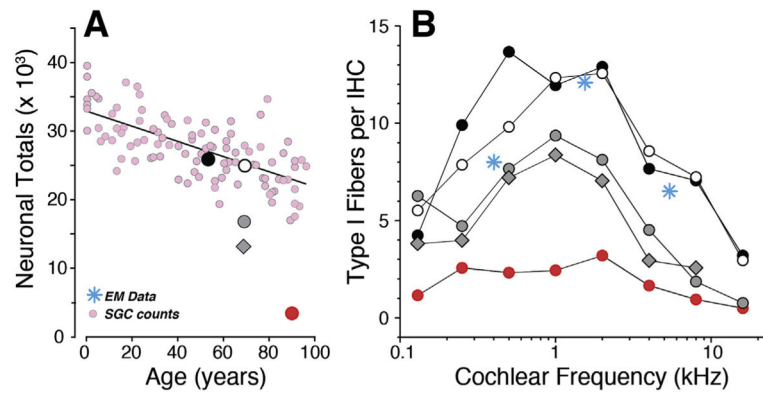 A
Neuronal Totals (x 10³)
40
30
20
10
0
EM Data
SGC counts
0 20 40 60 80 100
Age (years)
B
Type I Fibers per IHC
15
10
5
0
0.1 1 10
Cochlear Frequency (kHz)